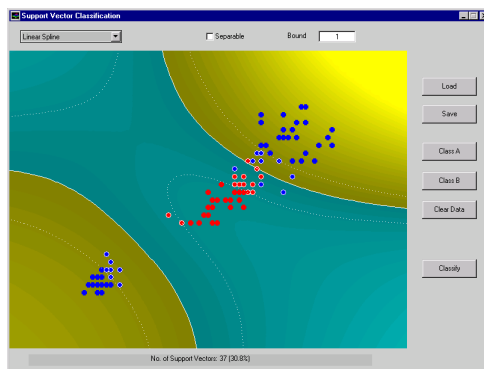 Support Vector Classification
Linear Spline
Separable
Bound
1
Load
Save
Class A
Class B
Clear Data
Classify
No. of Support Vectors: 37 (30.8%)